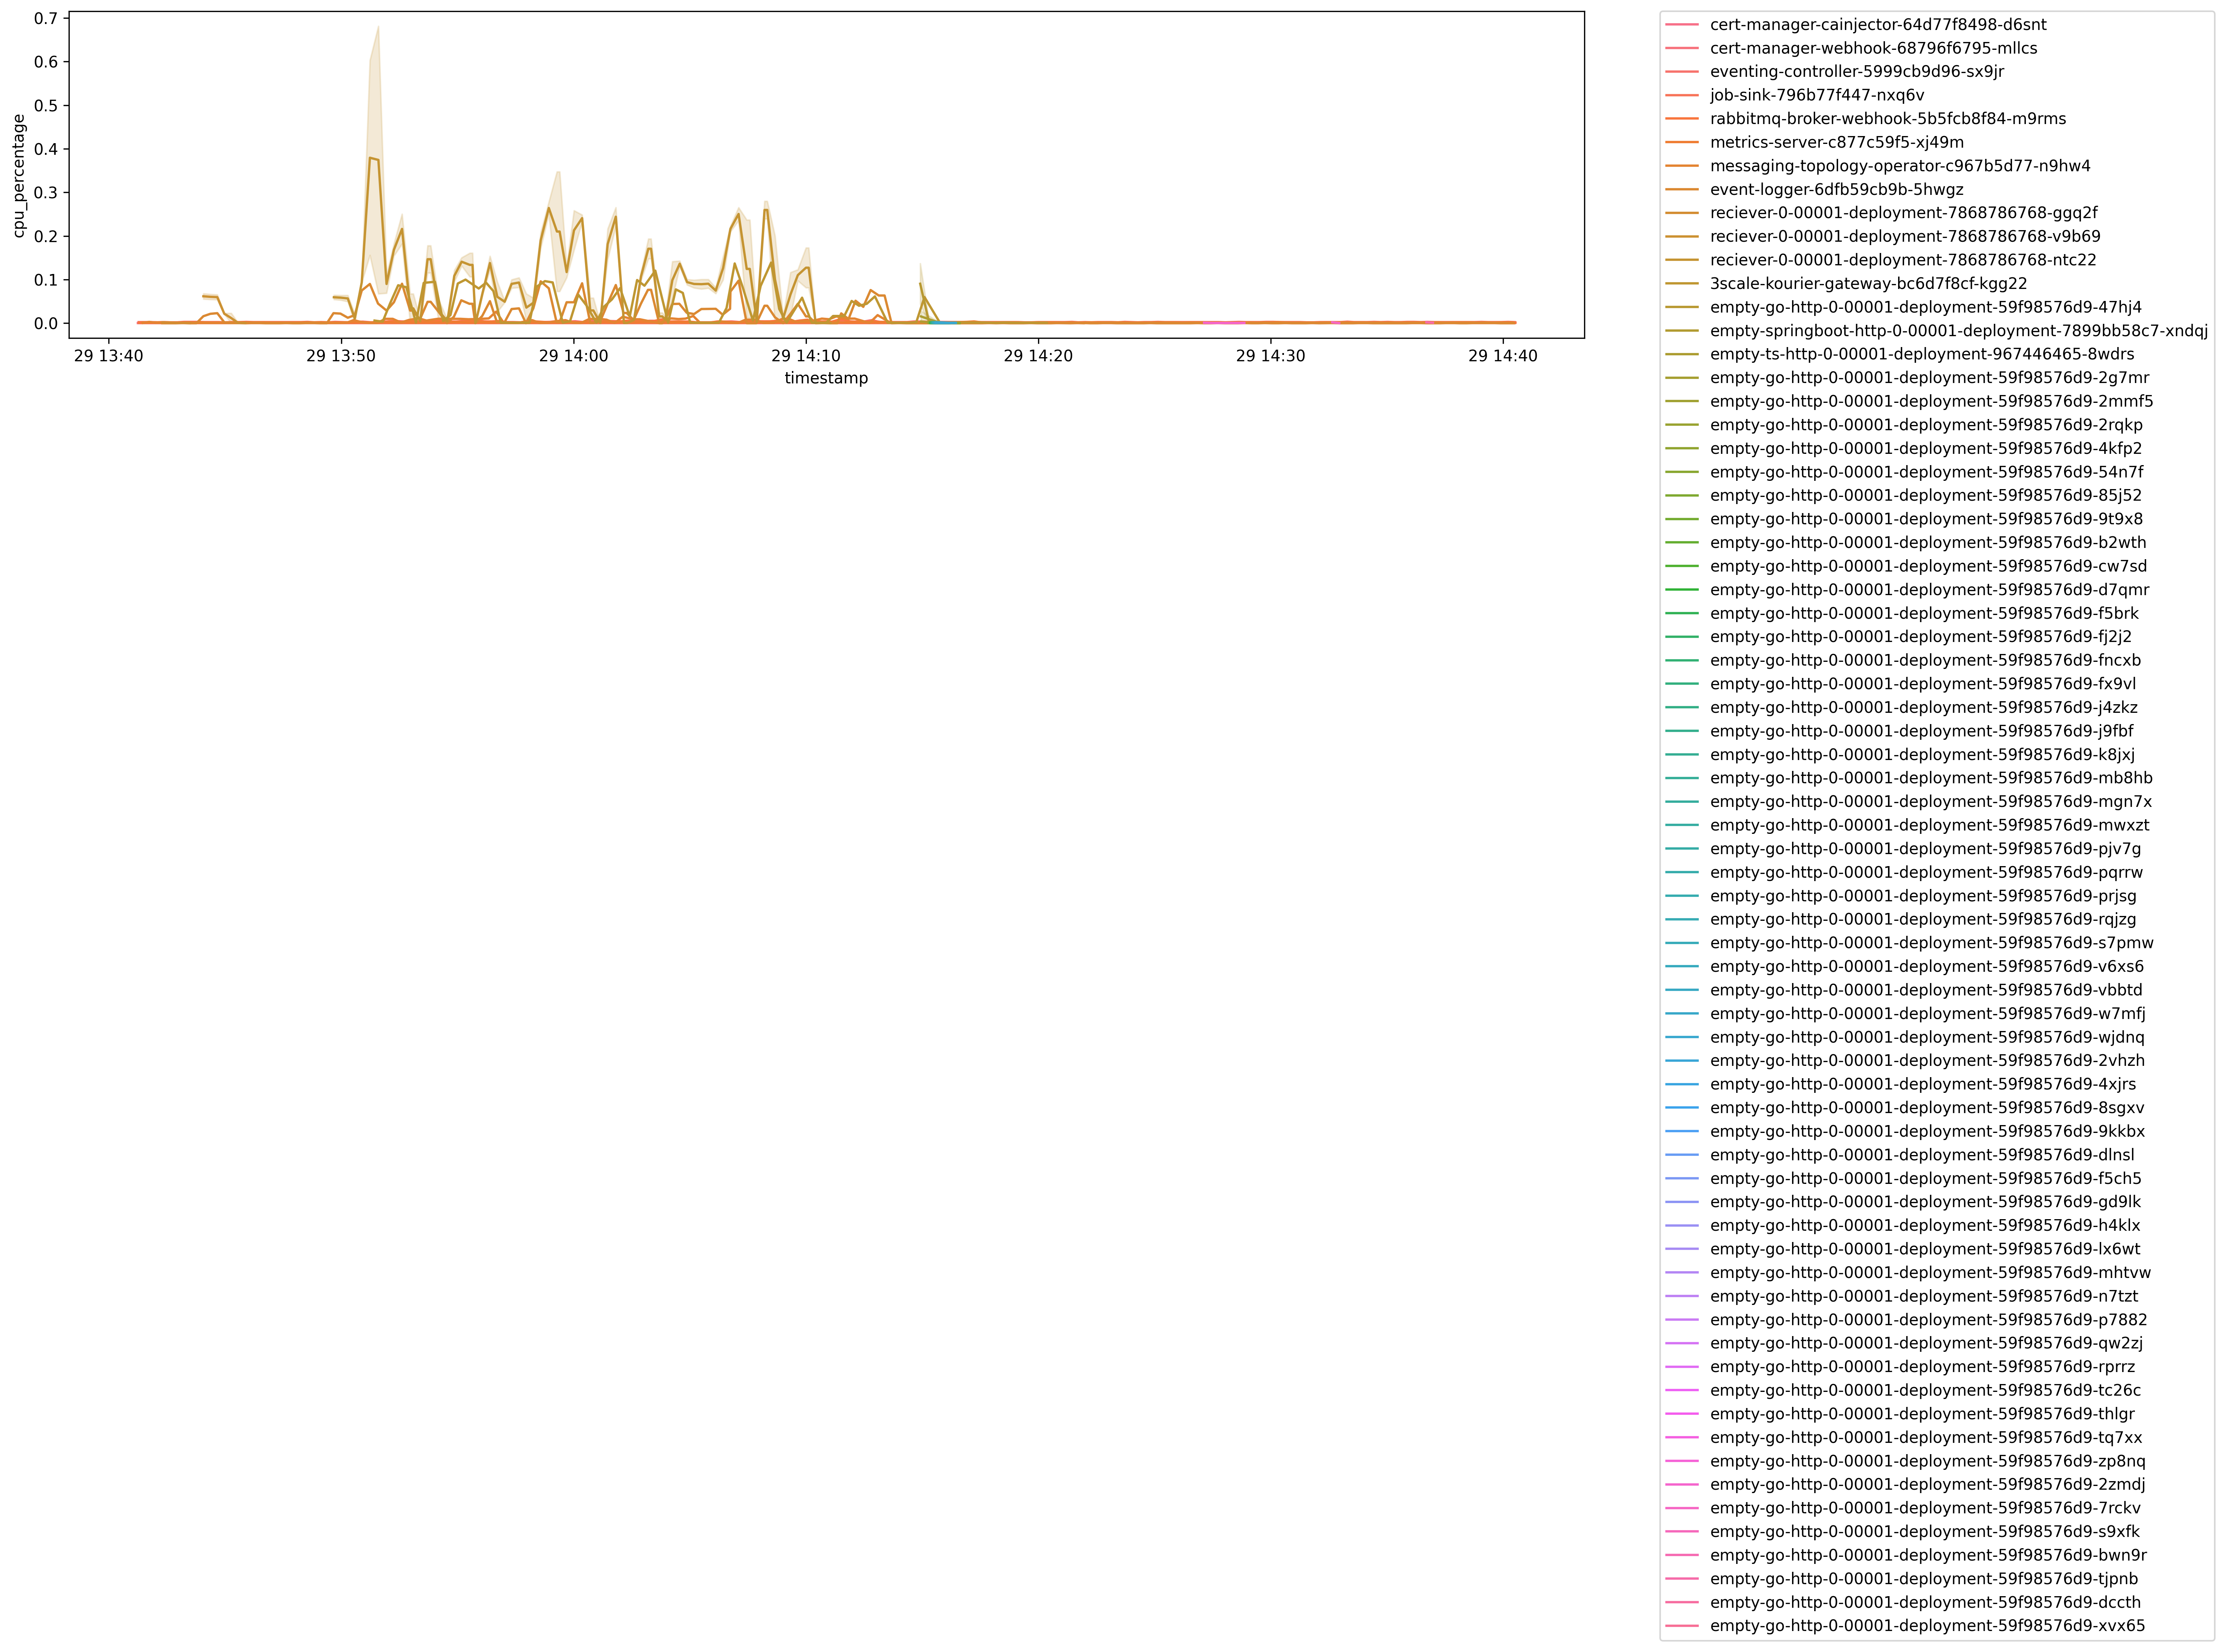 0.7
0.6
0.5
0.4
0.3
0.2
0.1
0.0
cpu_percentage
29 13:40
29 13:50
29 14:00
29 14:10
29 14:20
29 14:30
29 14:40
timestamp
cert-manager-cainjector-64d77f8498-d6snt
cert-manager-webhook-68796f6795-mllcs
eventing-controller-5999cb9d96-sx9jr
job-sink-796b77f447-nxq6v
rabbitmq-broker-webhook-5b5fcb8f84-m9rms
metrics-server-c877c59f5-xj49m
messaging-topology-operator-c967b5d77-n9hw4
event-logger-6dfb59cb9b-5hwgz
reciever-0-00001-deployment-7868786768-ggq2f
reciever-0-00001-deployment-7868786768-v9b69
reciever-0-00001-deployment-7868786768-ntc22
3scale-kourier-gateway-bc6d7f8cf-kgg22
empty-go-http-0-00001-deployment-59f98576d9-47hj4
empty-springboot-http-0-00001-deployment-7899bb58c7-xndqj
empty-ts-http-0-00001-deployment-967446465-8wdrs
empty-go-http-0-00001-deployment-59f98576d9-2g7mr
empty-go-http-0-00001-deployment-59f98576d9-2mmf5
empty-go-http-0-00001-deployment-59f98576d9-2rqkp
empty-go-http-0-00001-deployment-59f98576d9-4kfp2
empty-go-http-0-00001-deployment-59f98576d9-54n7f
empty-go-http-0-00001-deployment-59f98576d9-85j52
empty-go-http-0-00001-deployment-59f98576d9-9t9x8
empty-go-http-0-00001-deployment-59f98576d9-b2wth
empty-go-http-0-00001-deployment-59f98576d9-cw7sd
empty-go-http-0-00001-deployment-59f98576d9-d7qmr
empty-go-http-0-00001-deployment-59f98576d9-f5brk
empty-go-http-0-00001-deployment-59f98576d9-fj2j2
empty-go-http-0-00001-deployment-59f98576d9-fncxb
empty-go-http-0-00001-deployment-59f98576d9-fx9vl
empty-go-http-0-00001-deployment-59f98576d9-j4zkz
empty-go-http-0-00001-deployment-59f98576d9-j9fbf
empty-go-http-0-00001-deployment-59f98576d9-k8jxj
empty-go-http-0-00001-deployment-59f98576d9-mb8hb
empty-go-http-0-00001-deployment-59f98576d9-mgn7x
empty-go-http-0-00001-deployment-59f98576d9-mwxzt
empty-go-http-0-00001-deployment-59f98576d9-pjv7g
empty-go-http-0-00001-deployment-59f98576d9-pqrrw
empty-go-http-0-00001-deployment-59f98576d9-prjsg
empty-go-http-0-00001-deployment-59f98576d9-rqjzg
empty-go-http-0-00001-deployment-59f98576d9-s7pmw
empty-go-http-0-00001-deployment-59f98576d9-v6xs6
empty-go-http-0-00001-deployment-59f98576d9-vbbtd
empty-go-http-0-00001-deployment-59f98576d9-w7mfj
empty-go-http-0-00001-deployment-59f98576d9-wjdnq
empty-go-http-0-00001-deployment-59f98576d9-2vhzh
empty-go-http-0-00001-deployment-59f98576d9-4xjrs
empty-go-http-0-00001-deployment-59f98576d9-8sgxv
empty-go-http-0-00001-deployment-59f98576d9-9kkbx
empty-go-http-0-00001-deployment-59f98576d9-dlnsl
empty-go-http-0-00001-deployment-59f98576d9-f5ch5
empty-go-http-0-00001-deployment-59f98576d9-gd9lk
empty-go-http-0-00001-deployment-59f98576d9-h4klx
empty-go-http-0-00001-deployment-59f98576d9-lx6wt
empty-go-http-0-00001-deployment-59f98576d9-mhtvw
empty-go-http-0-00001-deployment-59f98576d9-n7tzt
empty-go-http-0-00001-deployment-59f98576d9-p7882
empty-go-http-0-00001-deployment-59f98576d9-qw2zj
empty-go-http-0-00001-deployment-59f98576d9-rprrz
empty-go-http-0-00001-deployment-59f98576d9-tc26c
empty-go-http-0-00001-deployment-59f98576d9-thlgr
empty-go-http-0-00001-deployment-59f98576d9-tq7xx
empty-go-http-0-00001-deployment-59f98576d9-zp8nq
empty-go-http-0-00001-deployment-59f98576d9-2zmdj
empty-go-http-0-00001-deployment-59f98576d9-7rckv
empty-go-http-0-00001-deployment-59f98576d9-s9xfk
empty-go-http-0-00001-deployment-59f98576d9-bwn9r
empty-go-http-0-00001-deployment-59f98576d9-tjpnb
empty-go-http-0-00001-deployment-59f98576d9-dccth
empty-go-http-0-00001-deployment-59f98576d9-xvx65